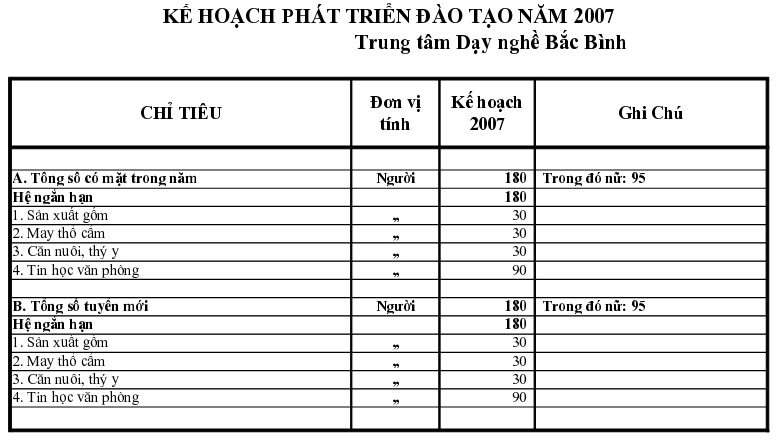 KẾ HOẠCH PHÁT TRIỂN ĐÀO TẠO NĂM 2007
Trung tâm Dạy nghề Bắc Bình
CHỈ TIÊU Đơn vị tính Kế hoạch 2007 Ghi Chú
A. Tổng số có mặt trong năm Người 180 Trong đó nữ: 95
Hệ ngắn hạn 180
1. Sản xuất gốm „ 30
2. May thổ cẩm „ 30
3. Căn nuôi, thý y „ 30
4. Tin học văn phòng „ 90
B. Tổng số tuyển mới Người 180 Trong đó nữ: 95
Hệ ngắn hạn 180
1. Sản xuất gốm „ 30
2. May thổ cẩm „ 30
3. Căn nuôi, thý y „ 30
4. Tin học văn phòng „ 90